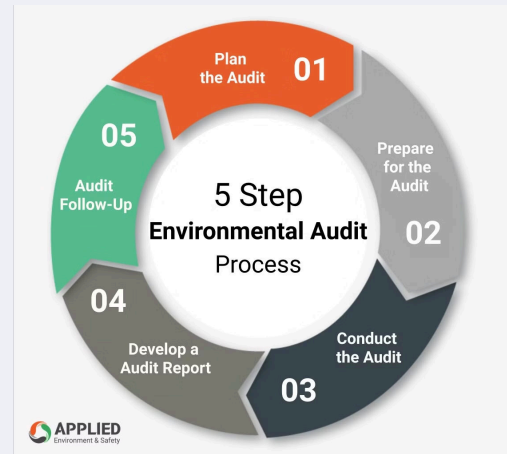 Plan
the Audit
01
Prepare
for the
Audit
02
Conduct
the Audit
03
04
Develop a
Audit Report
05
Audit
Follow-Up
5 Step
Environmental Audit
Process
APPLIED
Environment & Safety